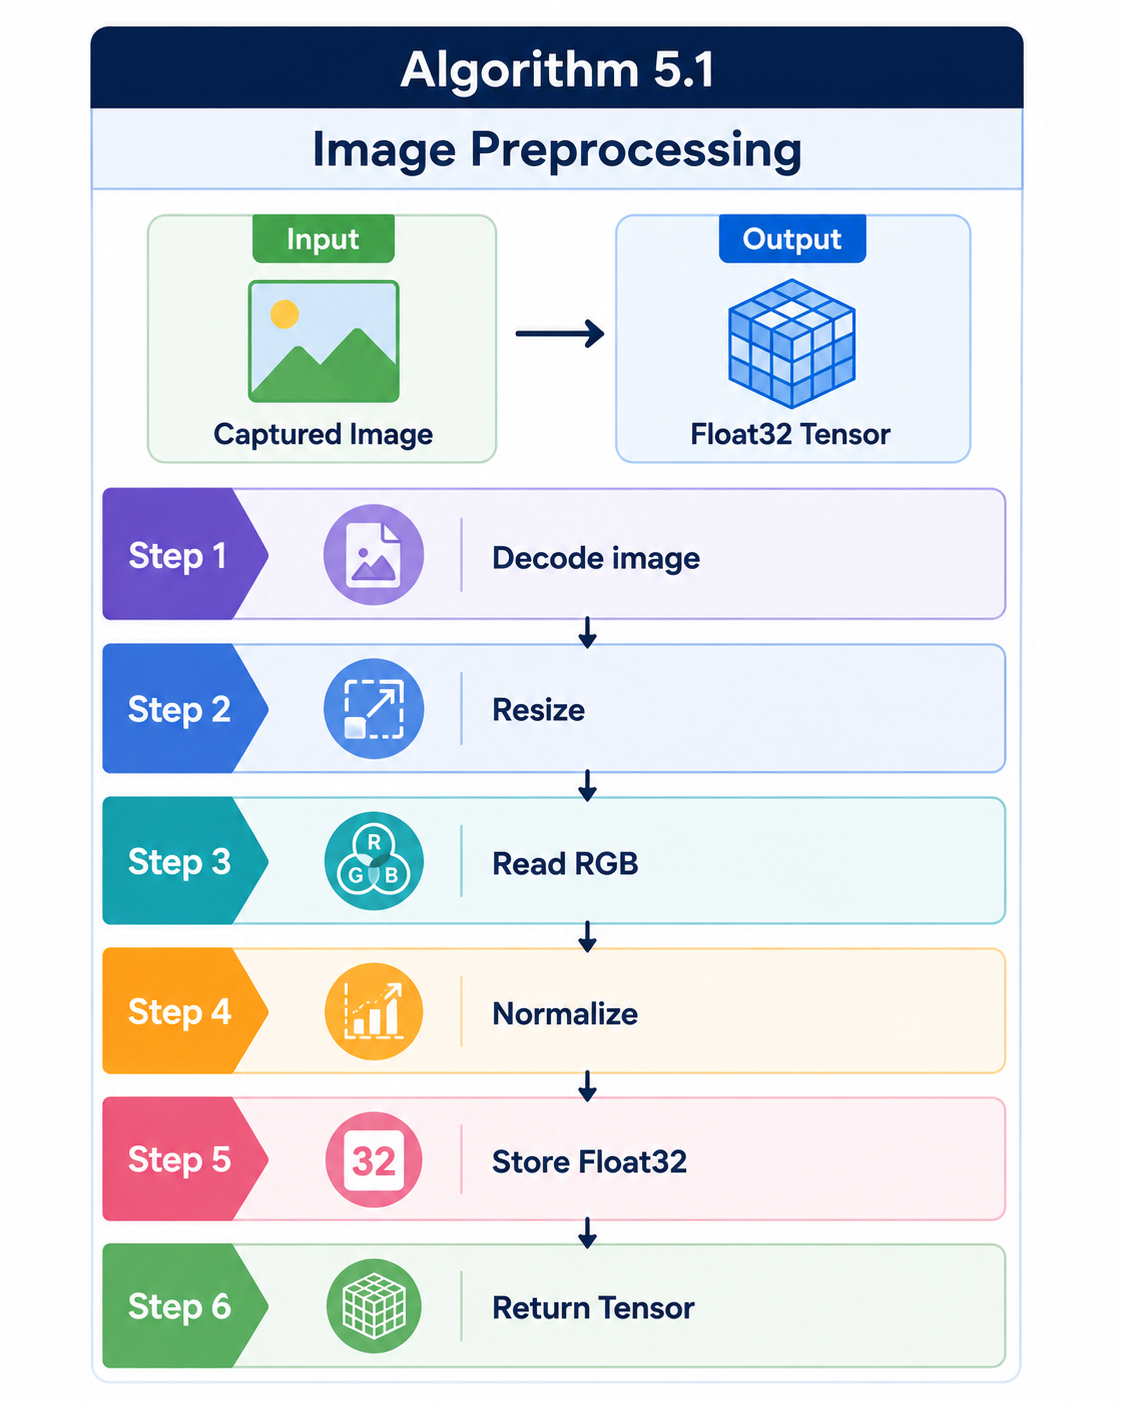 Algorithm 5.1
Image Preprocessing
Input
Captured Image
Output
Float32 Tensor
Step 1
Decode image
Step 2
Resize
Step 3
R
G B
Read RGB
Step 4
Normalize
Step 5
32
Store Float32
Step 6
Return Tensor